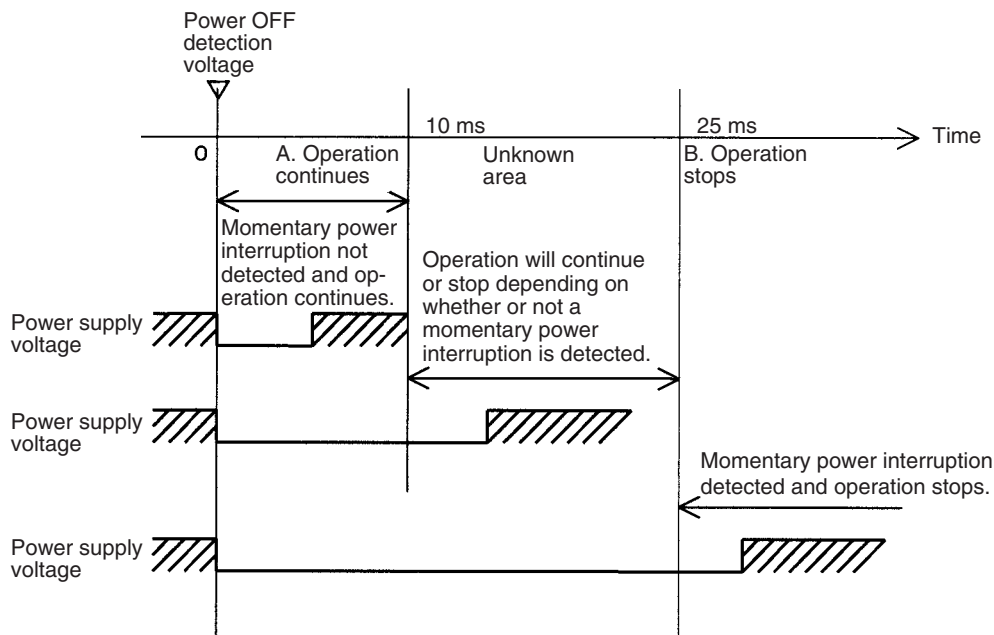 Power OFF
detection
voltage
10 ms
25 ms
Time
0
A. Operation
continues
Unknown
area
B. Operation
stops
Momentary power
interruption not
detected and op-
eration continues.
Operation will continue
or stop depending on
whether or not a
momentary power
interruption is detected.
Power supply
voltage
Power supply
voltage
Momentary power interruption
detected and operation stops.
Power supply
voltage